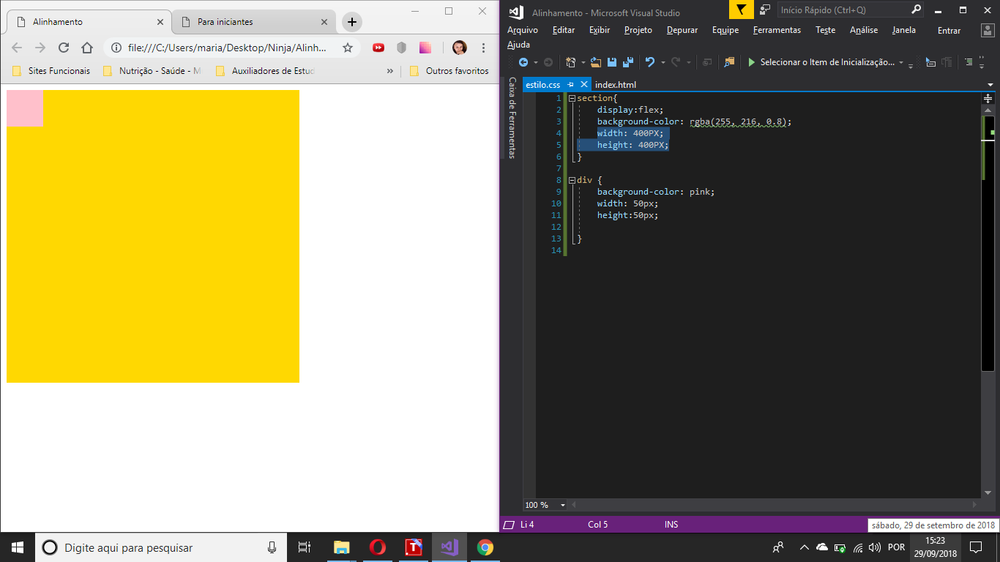 Alinhamento
Para iniciantes
file:///C:/Users/maria/Desktop/Ninja/Alinh...
Sites Funcionais
Nutrição - Saúde - M
Auxiliadores de Estud
»
Outros favoritos
Alinhamento - Microsoft Visual Studio
Início Rápido (Ctrl+Q)
Arquivo Editar Exibir Projeto Depurar Equipe Ferramentas Teste Análise Janela Entrar
Ajuda
Selecionar o Item de Inicialização...
Caixa de Ferramentas
estilo.css index.html
1 section{
2 display:flex;
3 background-color: rgba(255, 216, 0.8);
4 width: 400PX;
5 height: 400PX;
6 }
7
8 div {
9 background-color: pink;
10 width: 50px;
11 height:50px;
12
13 }
14
100 %
Li 4 Col 5 INS
sábado, 29 de setembro de 2018
Digite aqui para pesquisar
POR
15:23
29/09/2018